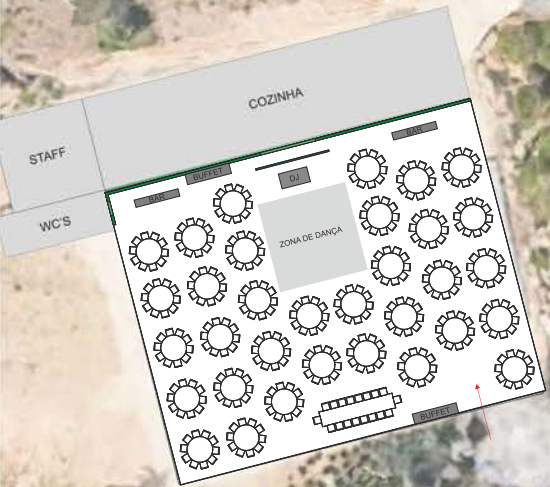 COZINHA
STAFF
WC'S
BAR
BUFFET
DJ
BAR
ZONA DE DANÇA
BUFFET